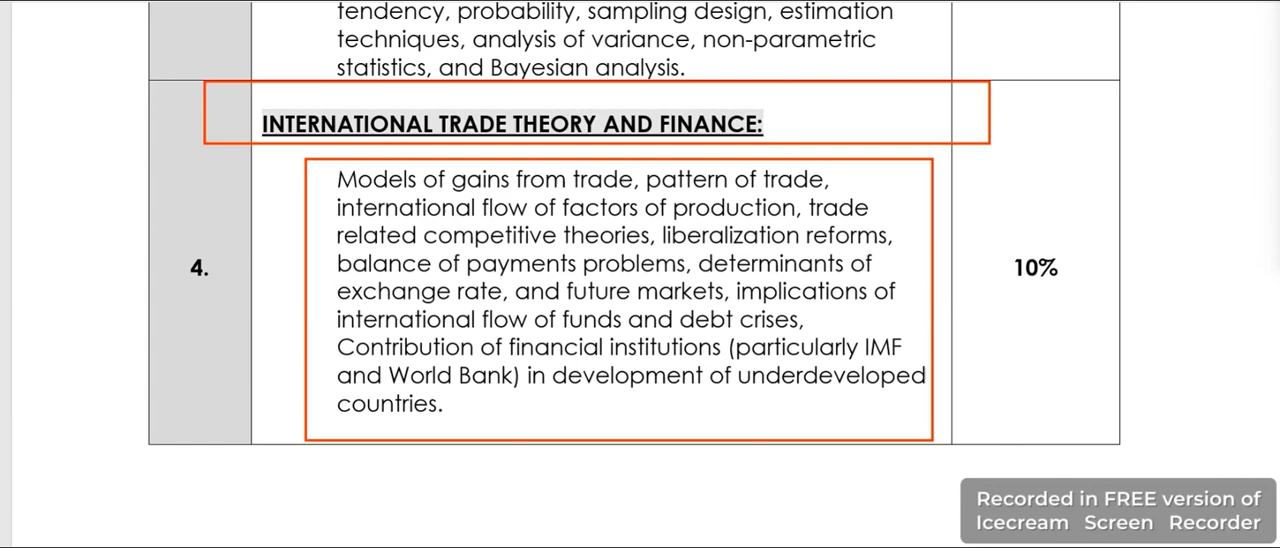 tendency, probability, sampling design, estimation
techniques, analysis of variance, non-parametric
statistics, and Bayesian analysis.
INTERNATIONAL TRADE THEORY AND FINANCE:
Models of gains from trade, pattern of trade,
international flow of factors of production, trade
related competitive theories, liberalization reforms,
balance of payments problems, determinants of
exchange rate, and future markets, implications of
international flow of funds and debt crises,
Contribution of financial institutions (particularly IMF
and World Bank) in development of underdeveloped
countries.
4.
10%
Recorded in FREE version of
Icecream Screen Recorder